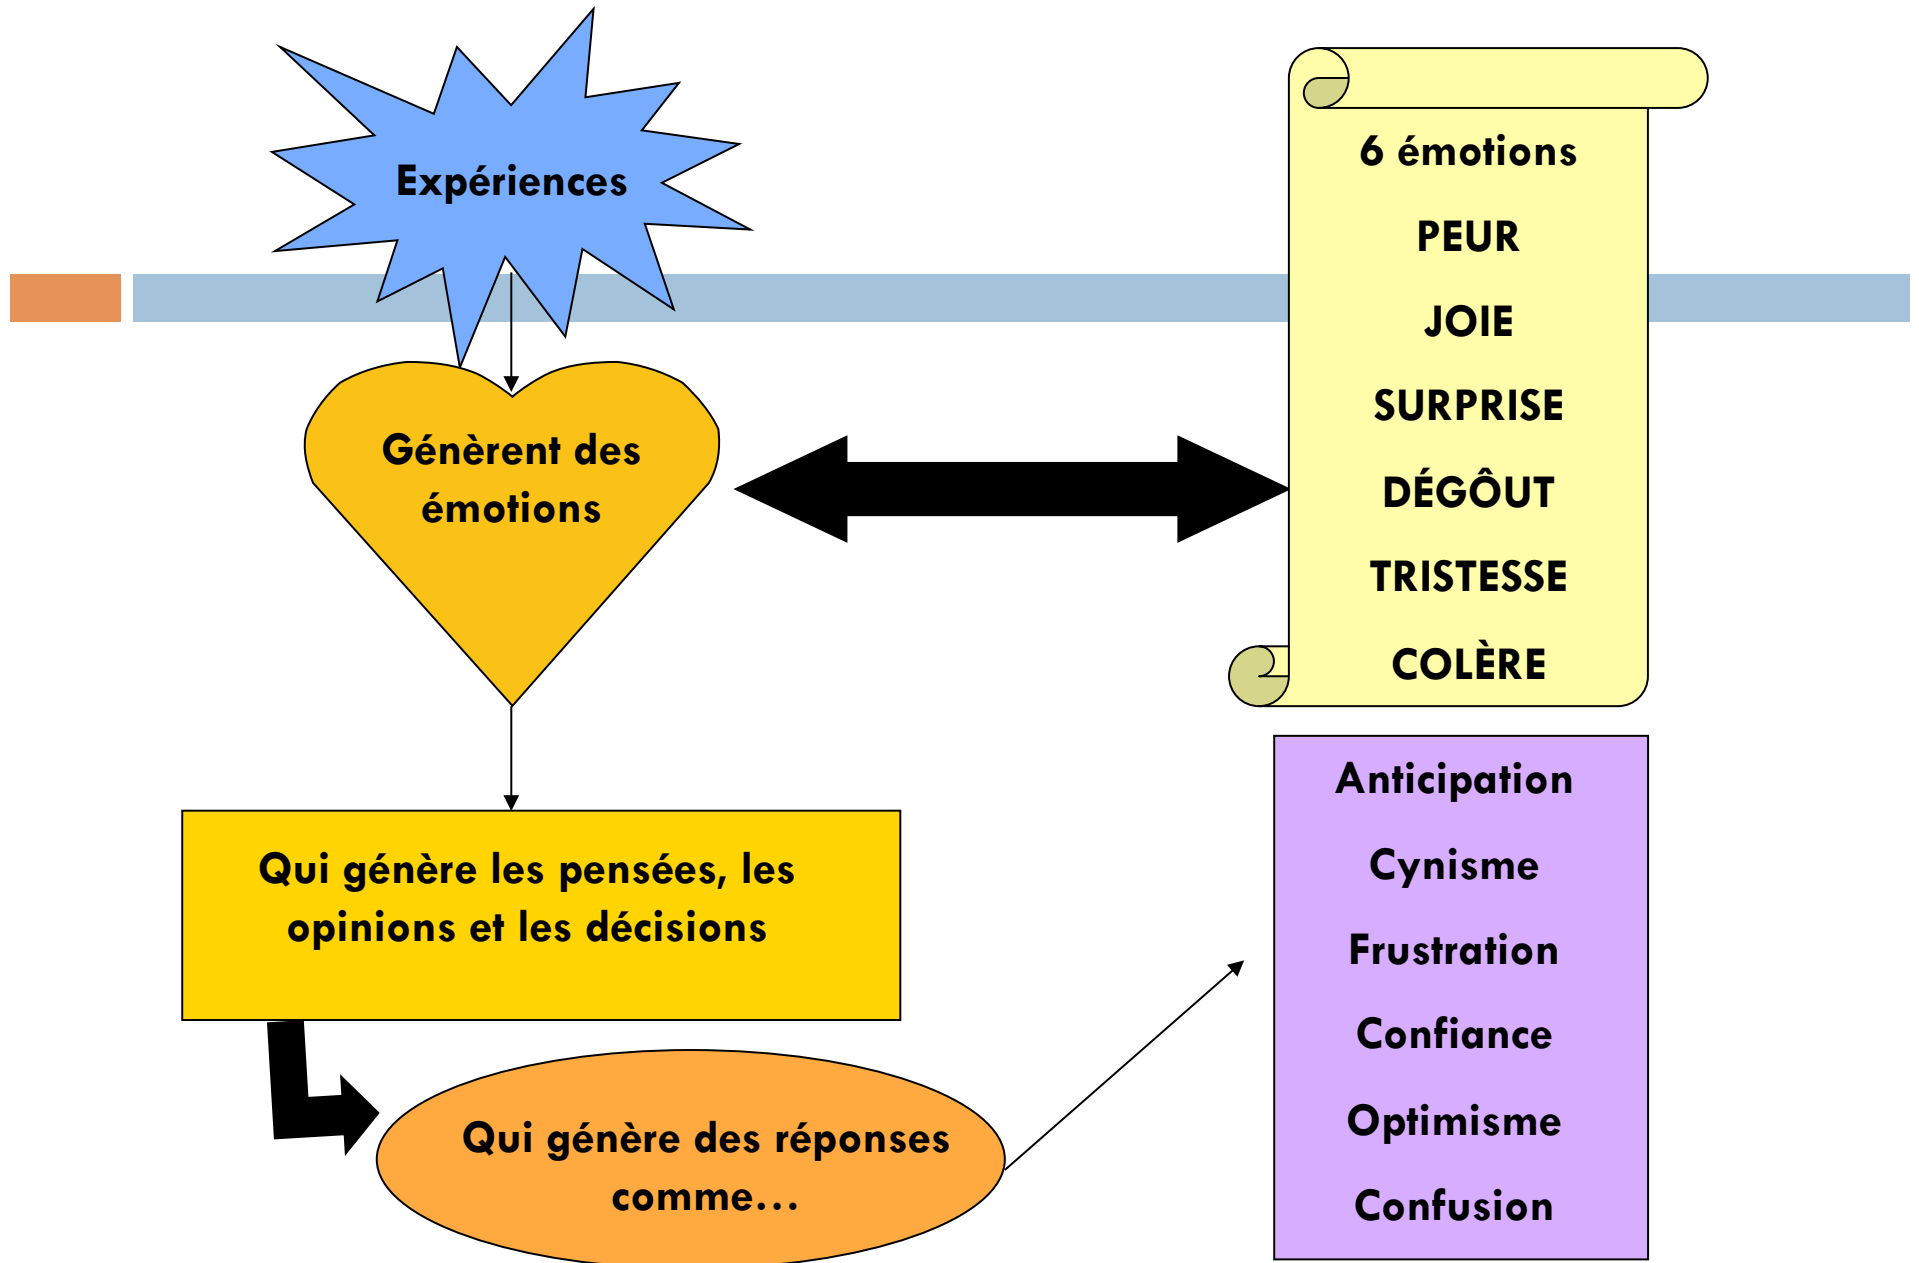 Expériences
Génèrent des
émotions
Qui génère les pensées, les
opinions et les décisions
Qui génère des réponses
comme…
6 émotions
PEUR
JOIE
SURPRISE
DÉGÔUT
TRISTESSE
COLÈRE
Anticipation
Cynisme
Frustration
Confiance
Optimisme
Confusion